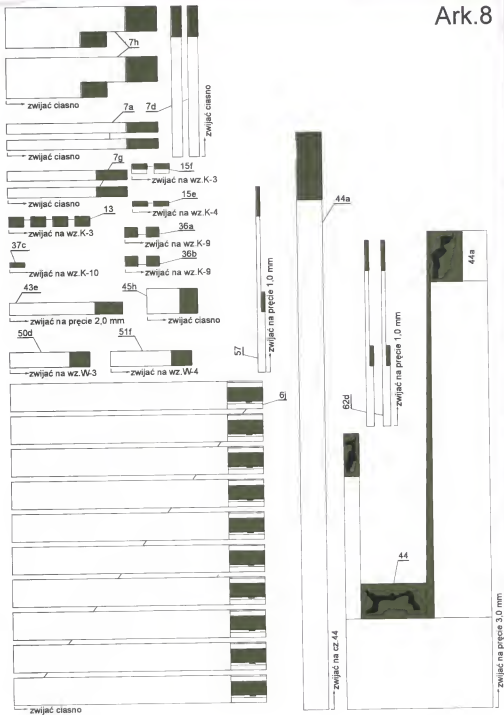 Ark.8
7h
zwijać ciasno
7a
7d
zwijać ciasno
7g
zwijać ciasno
15f
zwijać na wz.K-3
15e
zwijać na wz.K-4
13
zwijać na wz.K-3
36a
zwijać na wz.K-9
37c
zwijać na wz.K-10
36b
zwijać na wz.K-9
43e
zwijać na pręcie 2,0 mm
45h
zwijać ciasno
50d
zwijać na wz.W-3
51f
zwijać na wz.W-4
57
zwijać na pręcie 1,0 mm
6j
zwijać ciasno
44a
zwijać na cz.44
62d
zwijać na pręcie 1,0 mm
44a
44
zwijać na pręcie 3,0 mm